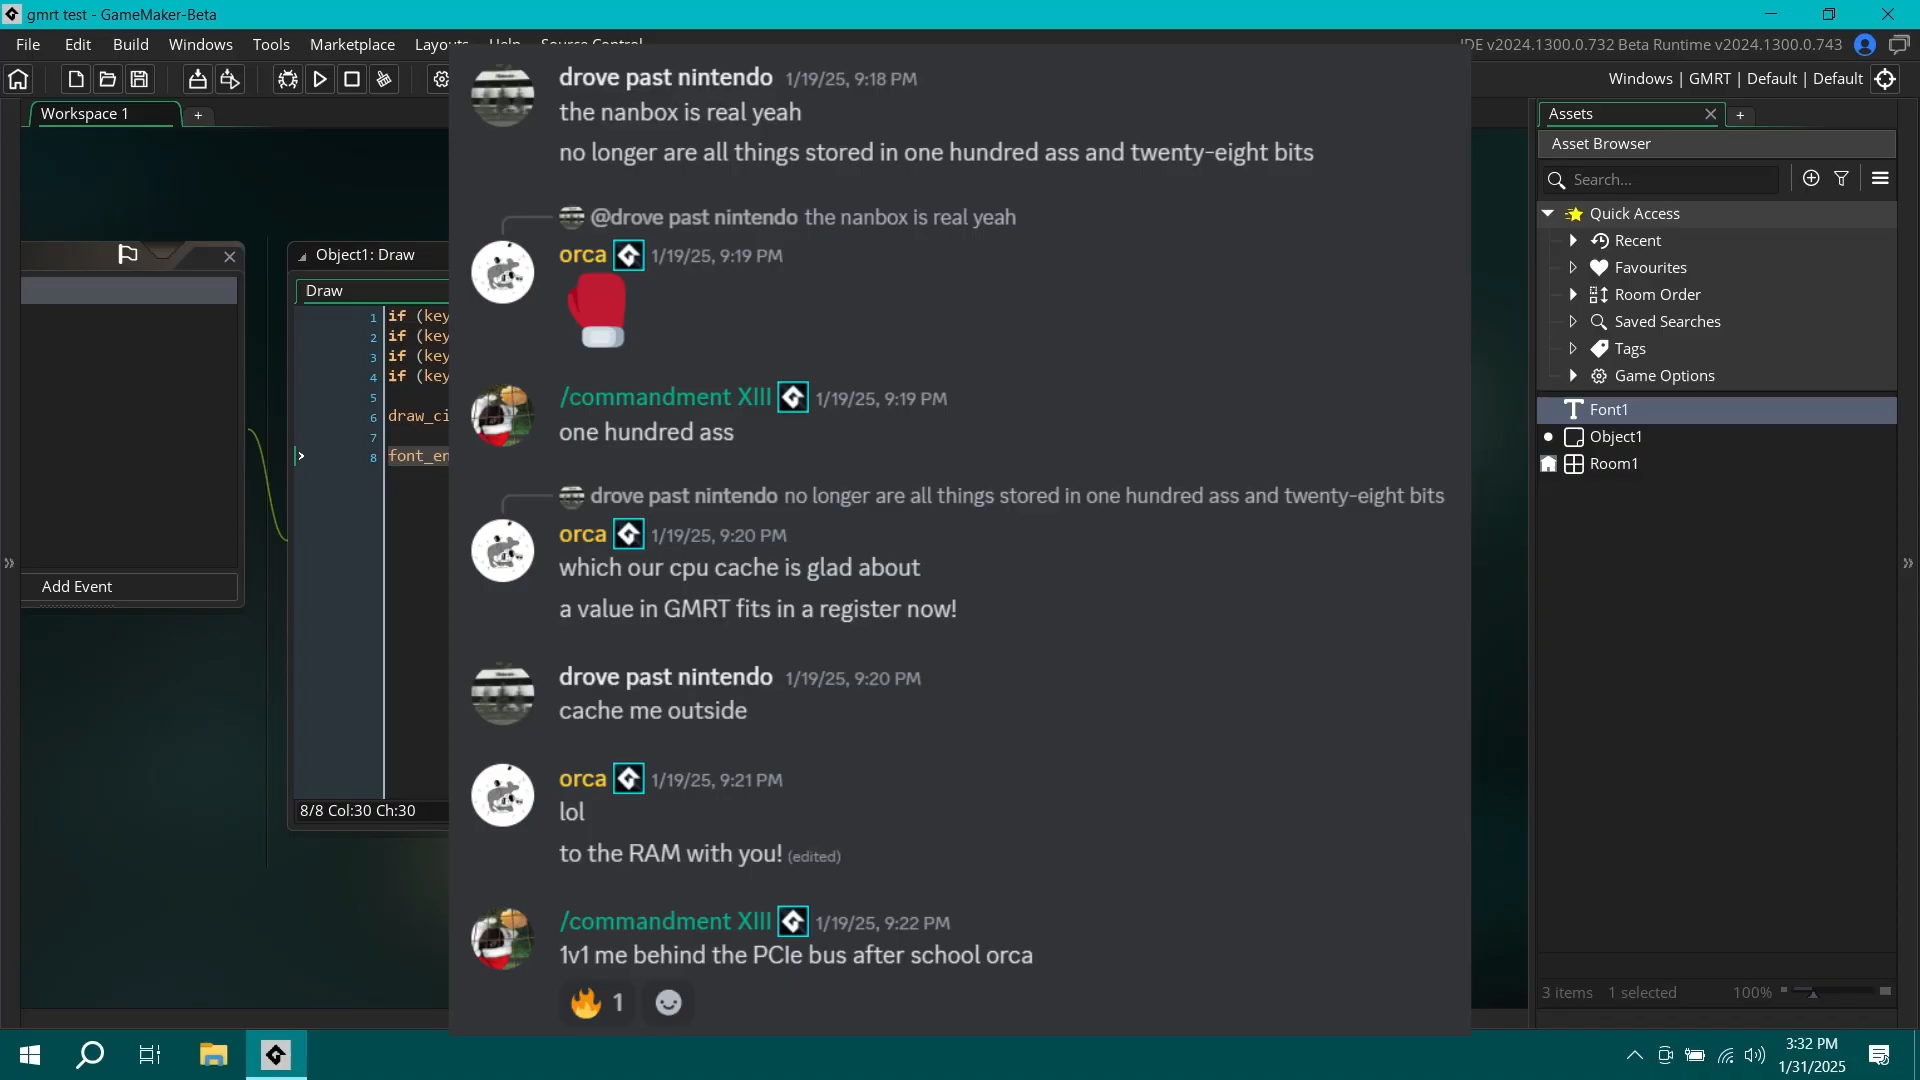 gmrt test - GameMaker-Beta
File Edit Build Windows Tools Marketplace Layouts Help Source Control
IDE v2024.1300.0.732 Beta Runtime v2024.1300.0.743
Windows | GMRT | Default | Default
Workspace 1
+
Add Event
Object1: Draw
Draw
1 if (key
2 if (key
3 if (key
4 if (key
5
6 draw_ci
7
8 font_en
8/8 Col:30 Ch:30
drove past nintendo 1/19/25, 9:18 PM
the nanbox is real yeah
no longer are all things stored in one hundred ass and twenty-eight bits
@drove past nintendo the nanbox is real yeah
orca 1/19/25, 9:19 PM
/commandment XIII 1/19/25, 9:19 PM
one hundred ass
drove past nintendo no longer are all things stored in one hundred ass and twenty-eight bits
orca 1/19/25, 9:20 PM
which our cpu cache is glad about
a value in GMRT fits in a register now!
drove past nintendo 1/19/25, 9:20 PM
cache me outside
orca 1/19/25, 9:21 PM
lol
to the RAM with you! (edited)
/commandment XIII 1/19/25, 9:22 PM
1v1 me behind the PCIe bus after school orca
1
Assets
+
Asset Browser
Search...
Quick Access
Recent
Favourites
Room Order
Saved Searches
Tags
Game Options
Font1
Object1
Room1
3 items 1 selected 100%
3:32 PM
1/31/2025